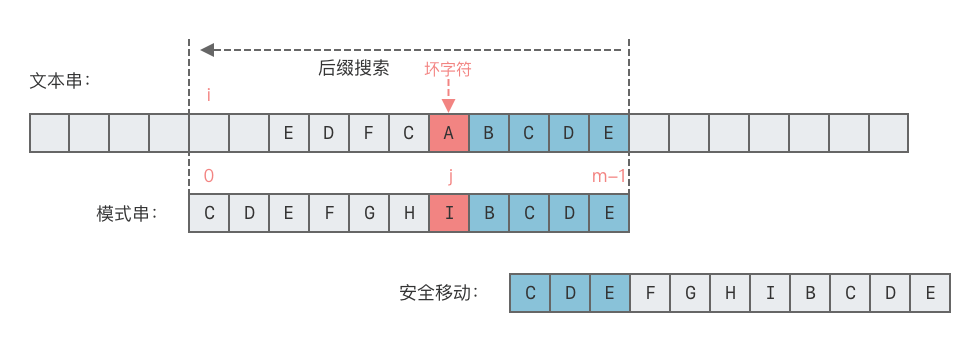 后缀搜索 坏字符
文本串：
i
E D F C A B C D E
0 j m-1
模式串： C D E F G H I B C D E
安全移动： C D E F G H I B C D E